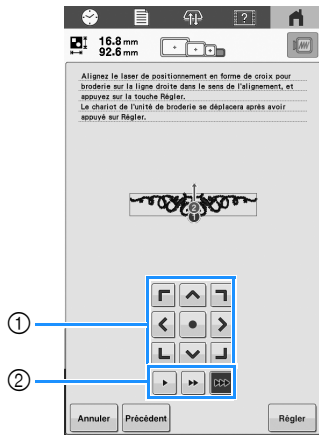 ?
16.8 mm
92.6 mm
Alignez le laser de positionnement en forme de croix pour
broderie sur la ligne droite dans le sens de l'alignement, et
appuyez sur la touche Régler.
Le chariot de l'unité de broderie se déplacera après avoir
appuyé sur Régler.
2
1
①
②
Annuler Précédent Régler